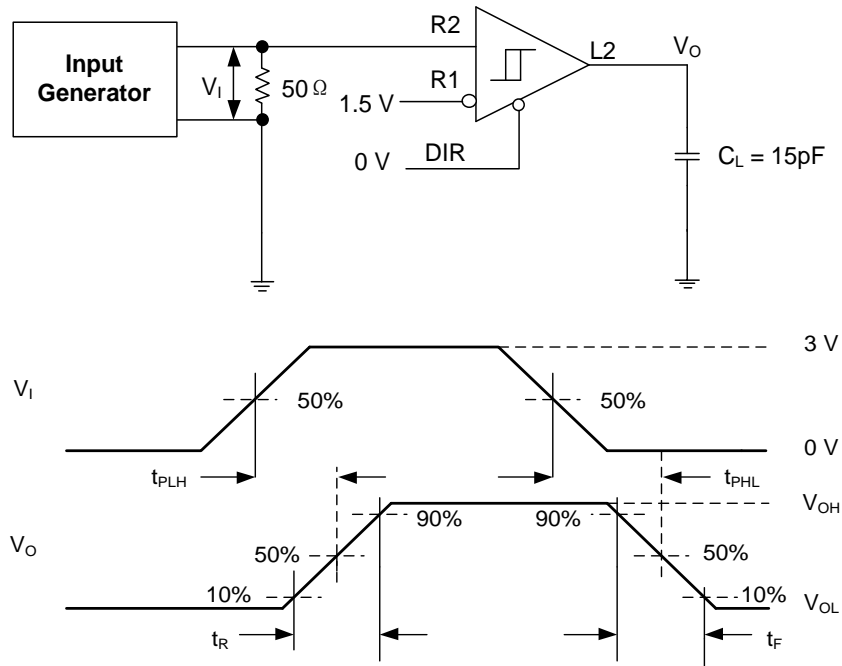 Input
Generator
V_I
50 Ω
R2
R1
1.5 V
0 V
DIR
L2
V_O
C_L = 15pF
V_I
50%
50%
3 V
0 V
t_PLH
t_PHL
V_O
10%
50%
90%
90%
50%
10%
V_OH
V_OL
t_R
t_F